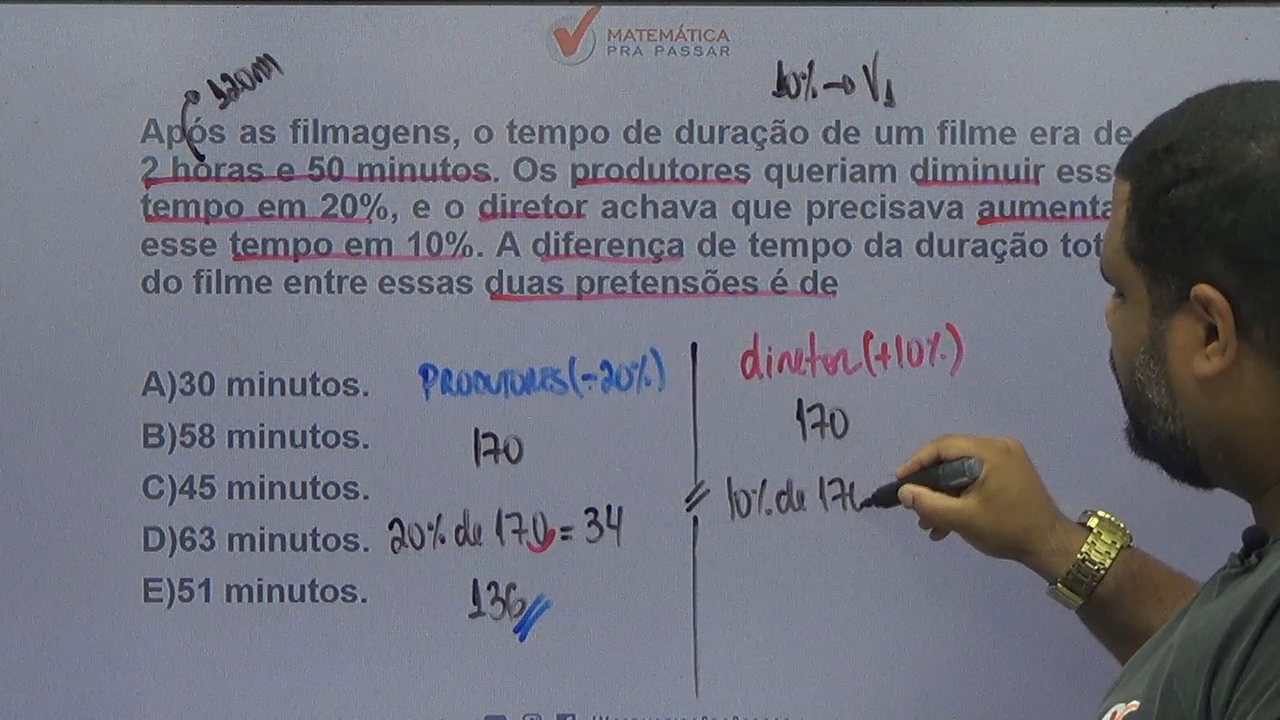 MATEMÁTICA
PRA PASSAR
120m
10% → V1
Após as filmagens, o tempo de duração de um filme era de
2 horas e 50 minutos. Os produtores queriam diminuir ess
tempo em 20%, e o diretor achava que precisava aumenta
esse tempo em 10%. A diferença de tempo da duração tot
do filme entre essas duas pretensões é de
A)30 minutos.
B)58 minutos.
C)45 minutos.
D)63 minutos.
E)51 minutos.
PRODUTORES(-20%)
170
20% de 170 = 34
136
diretor(+10%)
170
10% de 170